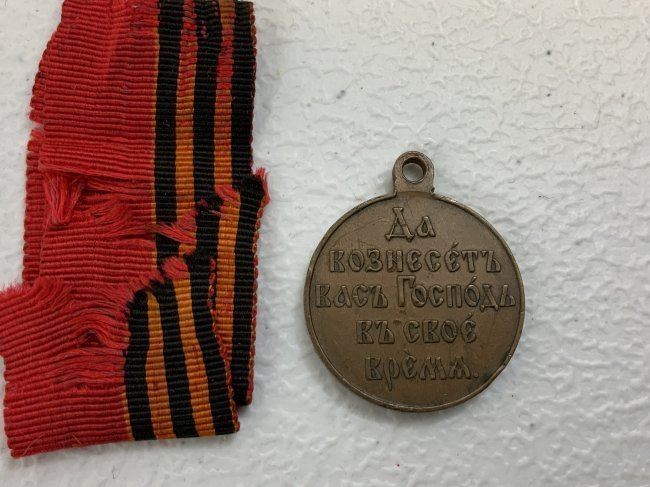 Да
вознесетъ
васъ Господь
въ свое
время.